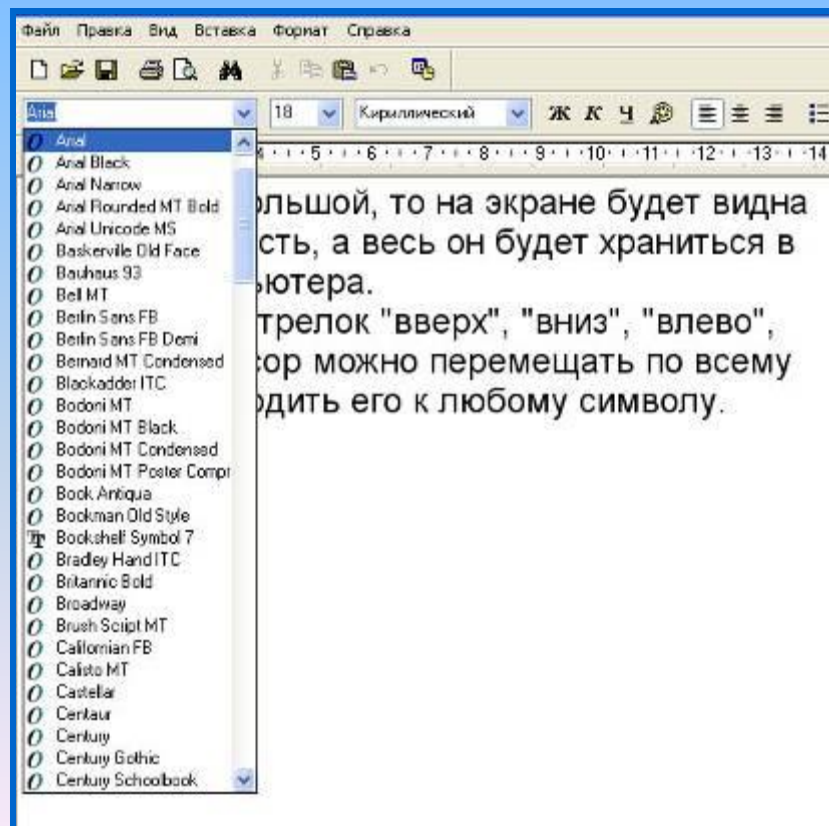 Файл Правка Вид Вставка Формат Справка
Arial 18 Кириллический Ж К Ч
4 5 6 7 8 9 10 11 12 13 14
Arial
Arial Black
Arial Narrow
Arial Rounded MT Bold
Arial Unicode MS
Baskerville Old Face
Bauhaus 93
Bell MT
Berlin Sans FB
Berlin Sans FB Demi
Bernard MT Condensed
Blackadder ITC
Bodoni MT
Bodoni MT Black
Bodoni MT Condensed
Bodoni MT Poster Compr
Book Antiqua
Bookman Old Style
Bookshelf Symbol 7
Bradley Hand ITC
Britannic Bold
Broadway
Brush Script MT
Californian FB
Calisto MT
Castellar
Centaur
Century
Century Gothic
Century Schoolbook
ольшой, то на экране будет видна
сть, а весь он будет храниться в
ьютера.
трелок "вверх", "вниз", "влево",
сор можно перемещать по всему
одить его к любому символу.